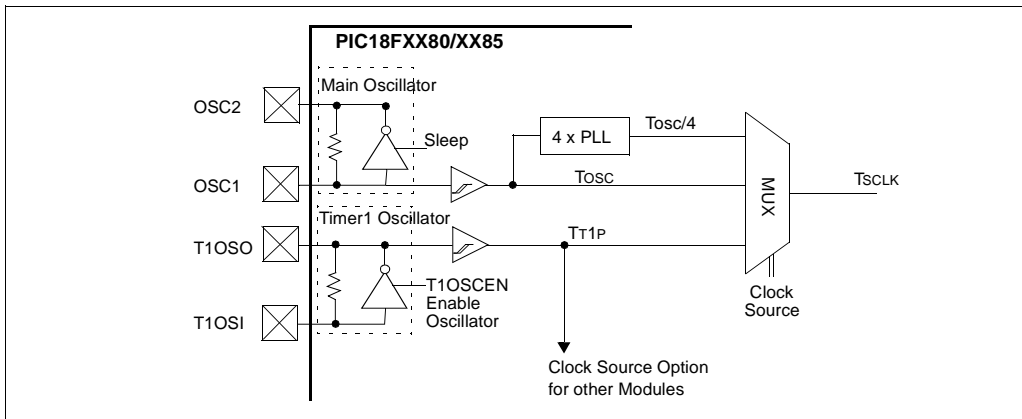 PIC18FXX80/XX85
Main Oscillator
OSC2
Sleep
4 x PLL
Tosc/4
OSC1
TOSC
MUX
TSCLK
Timer1 Oscillator
T1OSO
TT1P
T1OSCEN
Enable
Oscillator
Clock
Source
T1OSI
Clock Source Option
for other Modules